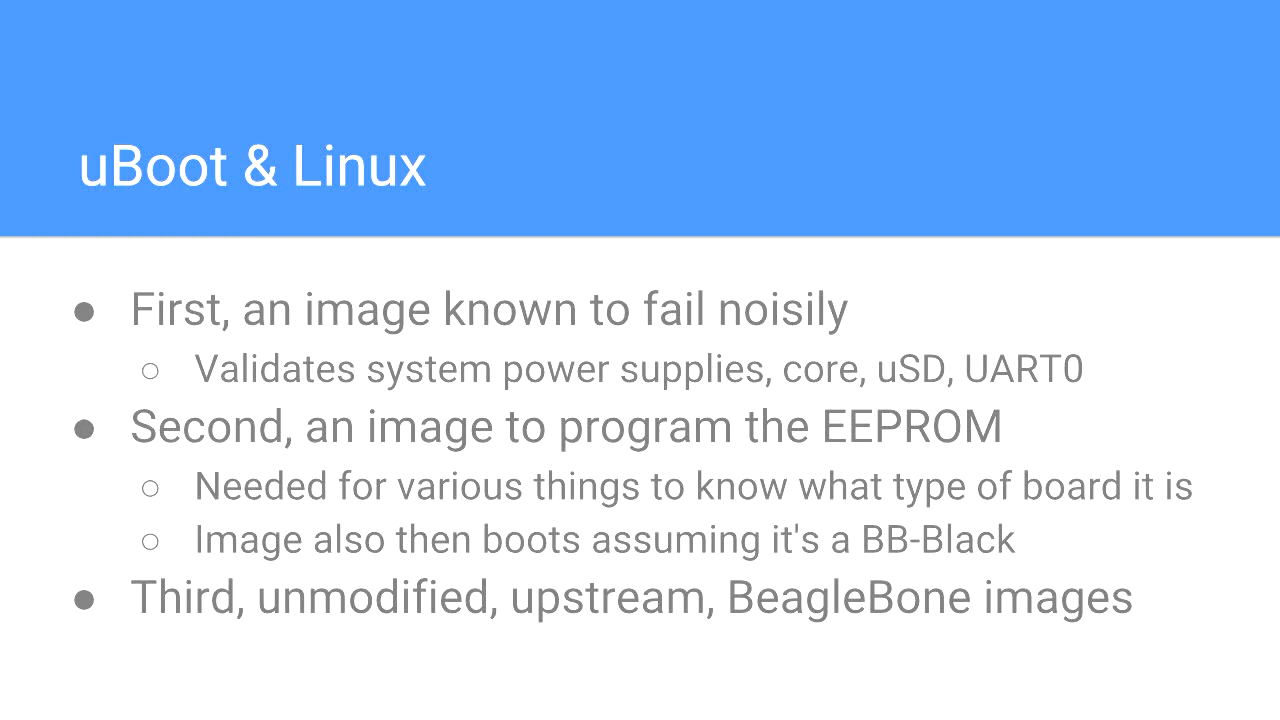 uBoot & Linux
● First, an image known to fail noisily
○ Validates system power supplies, core, uSD, UART0
● Second, an image to program the EEPROM
○ Needed for various things to know what type of board it is
○ Image also then boots assuming it's a BB-Black
● Third, unmodified, upstream, BeagleBone images